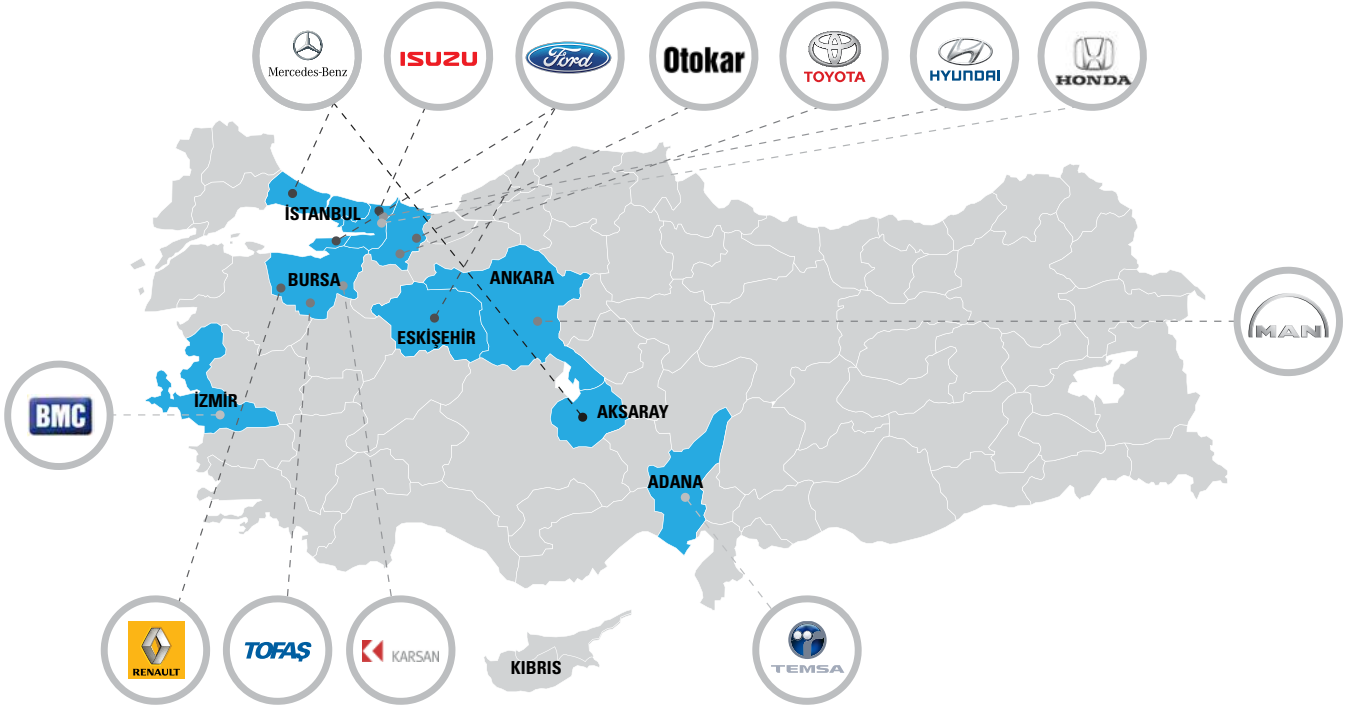 Mercedes-Benz
ISUZU
Ford
Otokar
TOYOTA
HYUNDAI
HONDA
İSTANBUL
BURSA
ANKARA
ESKİŞEHİR
MAN
İZMİR
BMC
AKSARAY
ADANA
RENAULT
TOFAŞ
KARSAN
KIBRIS
TEMSA